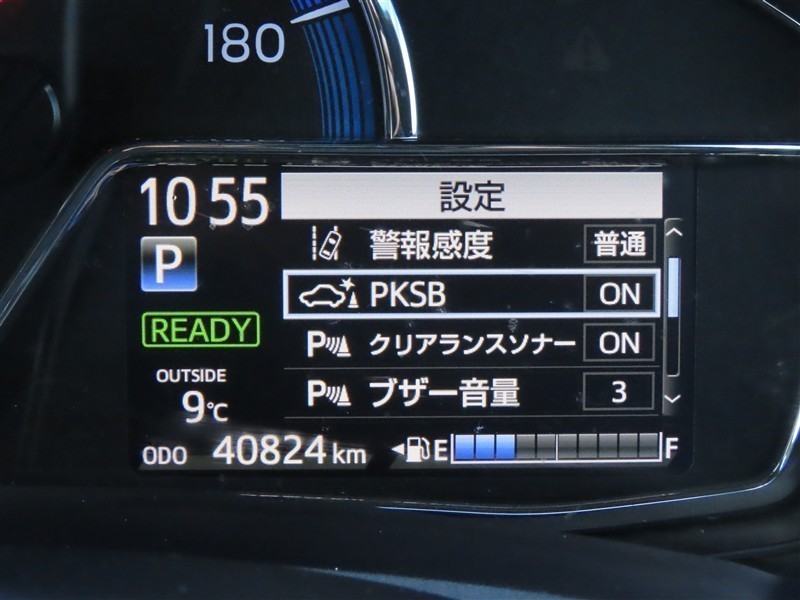 180
10 55
設定
警報感度 普通
P
PKSB ON
READY
P クリアランスソナー ON
OUTSIDE
9℃
P ブザー音量 3
ODO 40824 km
E F